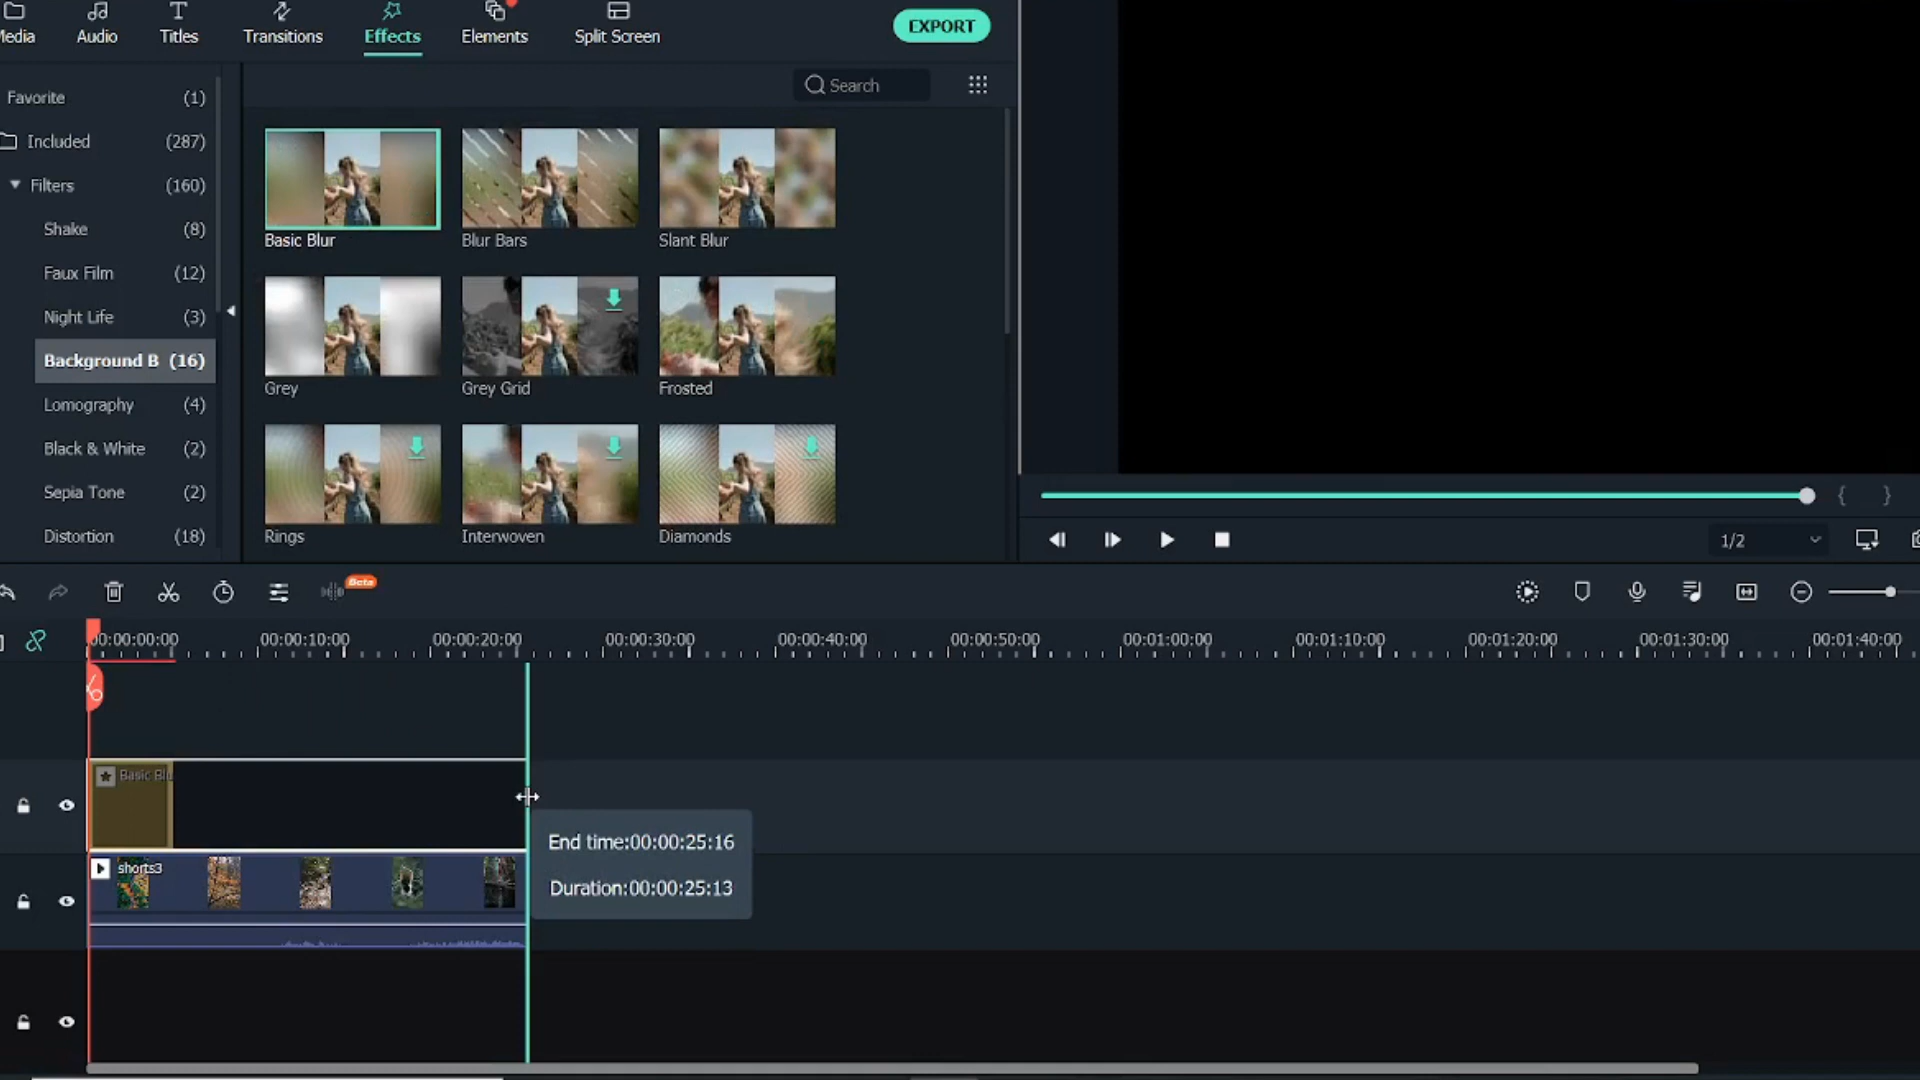 Media
Audio
Titles
Transitions
Effects
Elements
Split Screen
EXPORT
Search
Favorite (1)
Included (287)
Filters (160)
Shake (8)
Faux Film (12)
Night Life (3)
Background B (16)
Lomography (4)
Black & White (2)
Sepia Tone (2)
Distortion (18)
Basic Blur
Blur Bars
Slant Blur
Grey
Grey Grid
Frosted
Rings
Interwoven
Diamonds
1/2
Beta
00:00:00:00
00:00:10:00
00:00:20:00
00:00:30:00
00:00:40:00
00:00:50:00
00:01:00:00
00:01:10:00
00:01:20:00
00:01:30:00
00:01:40:00
Basic Blu
End time:00:00:25:16
Duration:00:00:25:13
shorts3